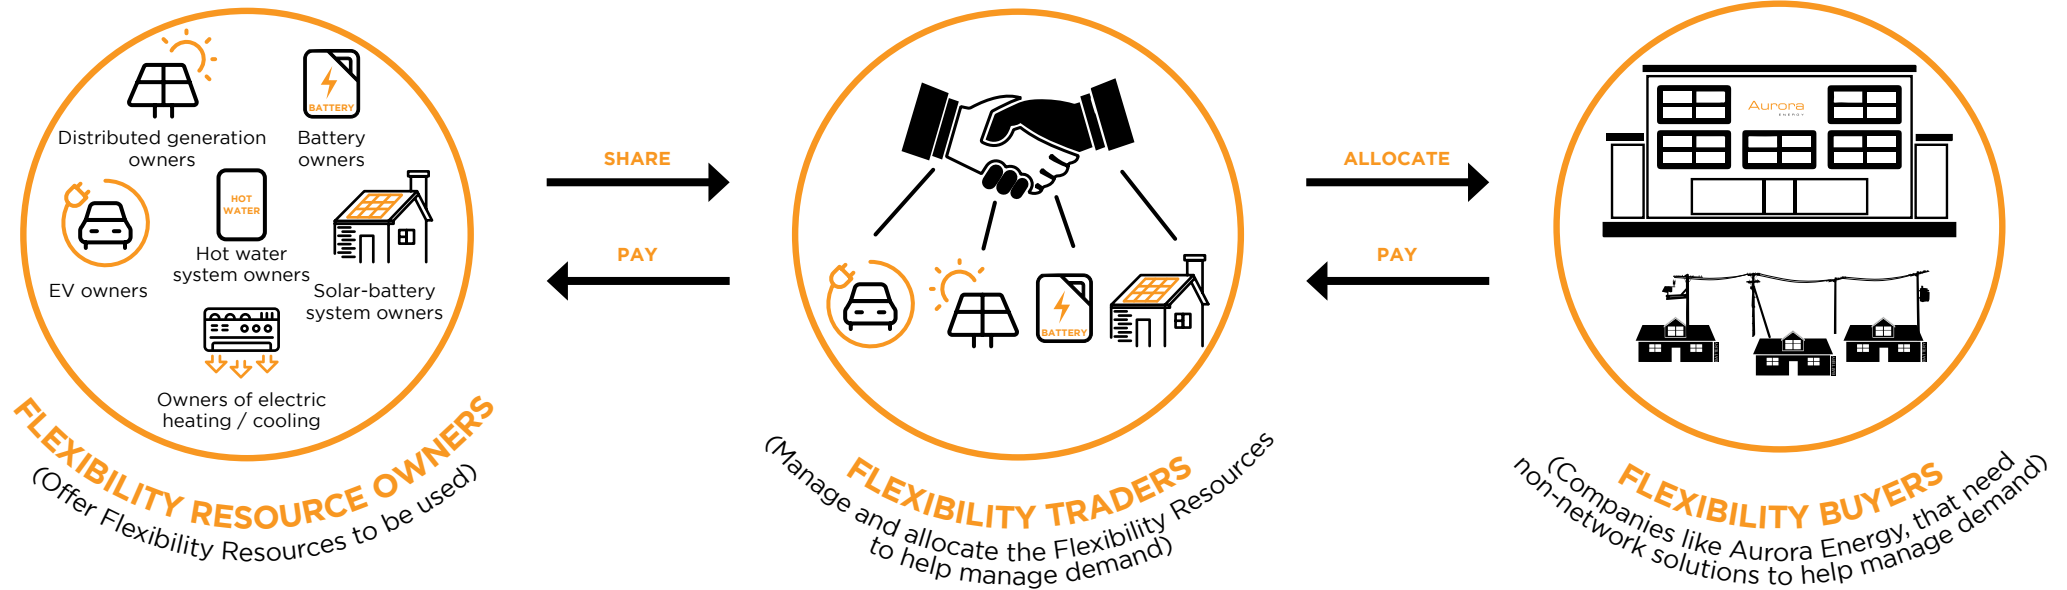 BATTERY
Distributed generation
owners
Battery
owners
HOT
WATER
EV owners
Hot water
system owners
Solar-battery
system owners
Owners of electric
heating / cooling
FLEXIBILITY RESOURCE OWNERS
(Offer Flexibility Resources to be used)
SHARE
PAY
BATTERY
FLEXIBILITY TRADERS
(Manage and allocate the Flexibility Resources
to help manage demand)
ALLOCATE
PAY
Aurora
ENERGY
FLEXIBILITY BUYERS
(Companies like Aurora Energy, that need
non-network solutions to help manage demand)